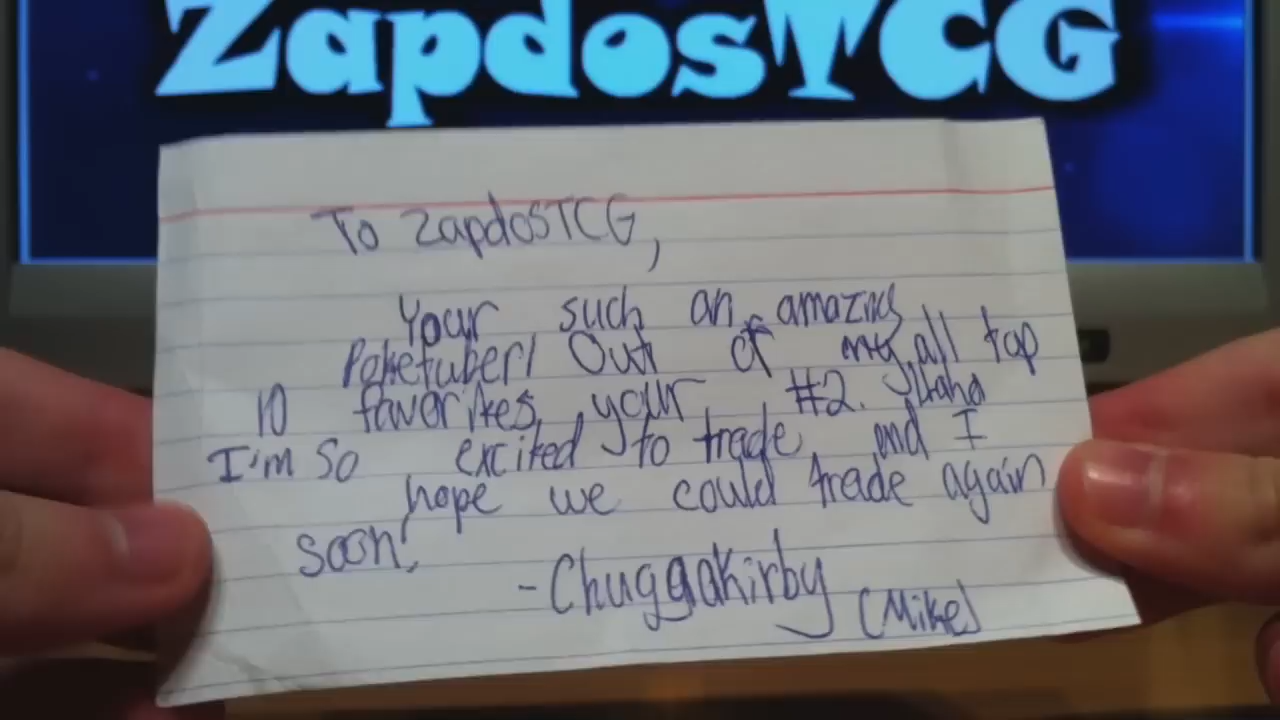 ZapdosTCG
To ZapdosTCG,
Your such an amazing
Poketuber! Out of my all top
10 favorites, your #2. Haha
I'm so excited to trade and I
hope we could trade again
soon!
-Chuggakirby (Mike)